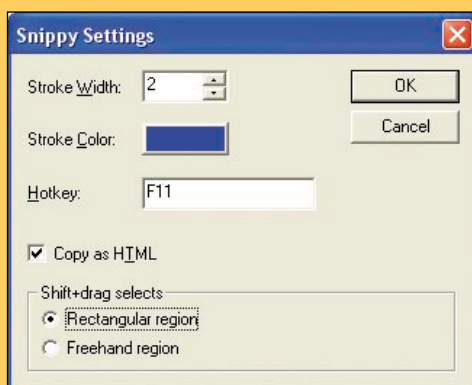 Snippy Settings
Stroke Width: 2
OK
Stroke Color:
Cancel
Hotkey: F11
Copy as HTML
Shift+drag selects
Rectangular region
Freehand region